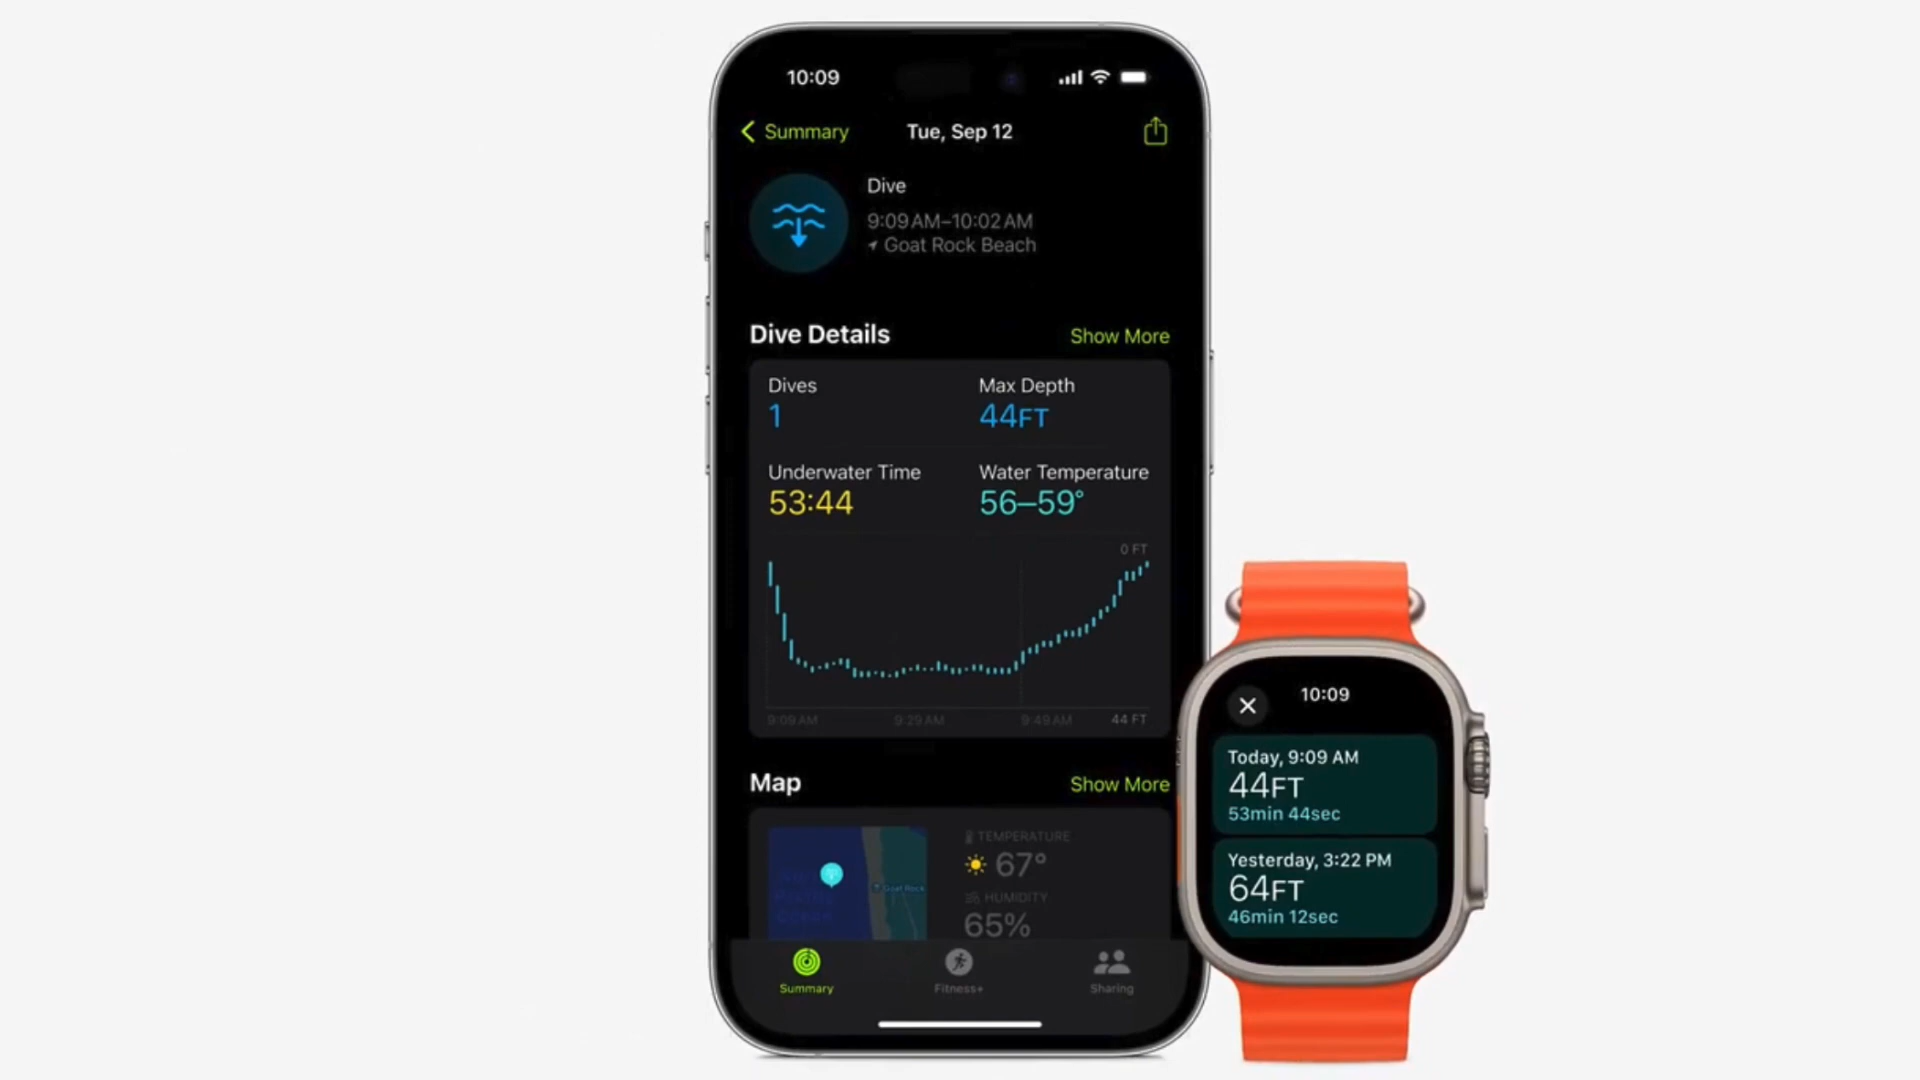 10:09
Summary
Tue, Sep 12
Dive
9:09 AM–10:02 AM
Goat Rock Beach
Dive Details
Show More
Dives
1
Max Depth
44FT
Underwater Time
53:44
Water Temperature
56–59°
0 FT
9:09 AM
9:29 AM
9:49 AM
44 FT
Map
Show More
Goat Rock
TEMPERATURE
67°
HUMIDITY
65%
Summary
Fitness+
Sharing
10:09
Today, 9:09 AM
44FT
53min 44sec
Yesterday, 3:22 PM
64FT
46min 12sec